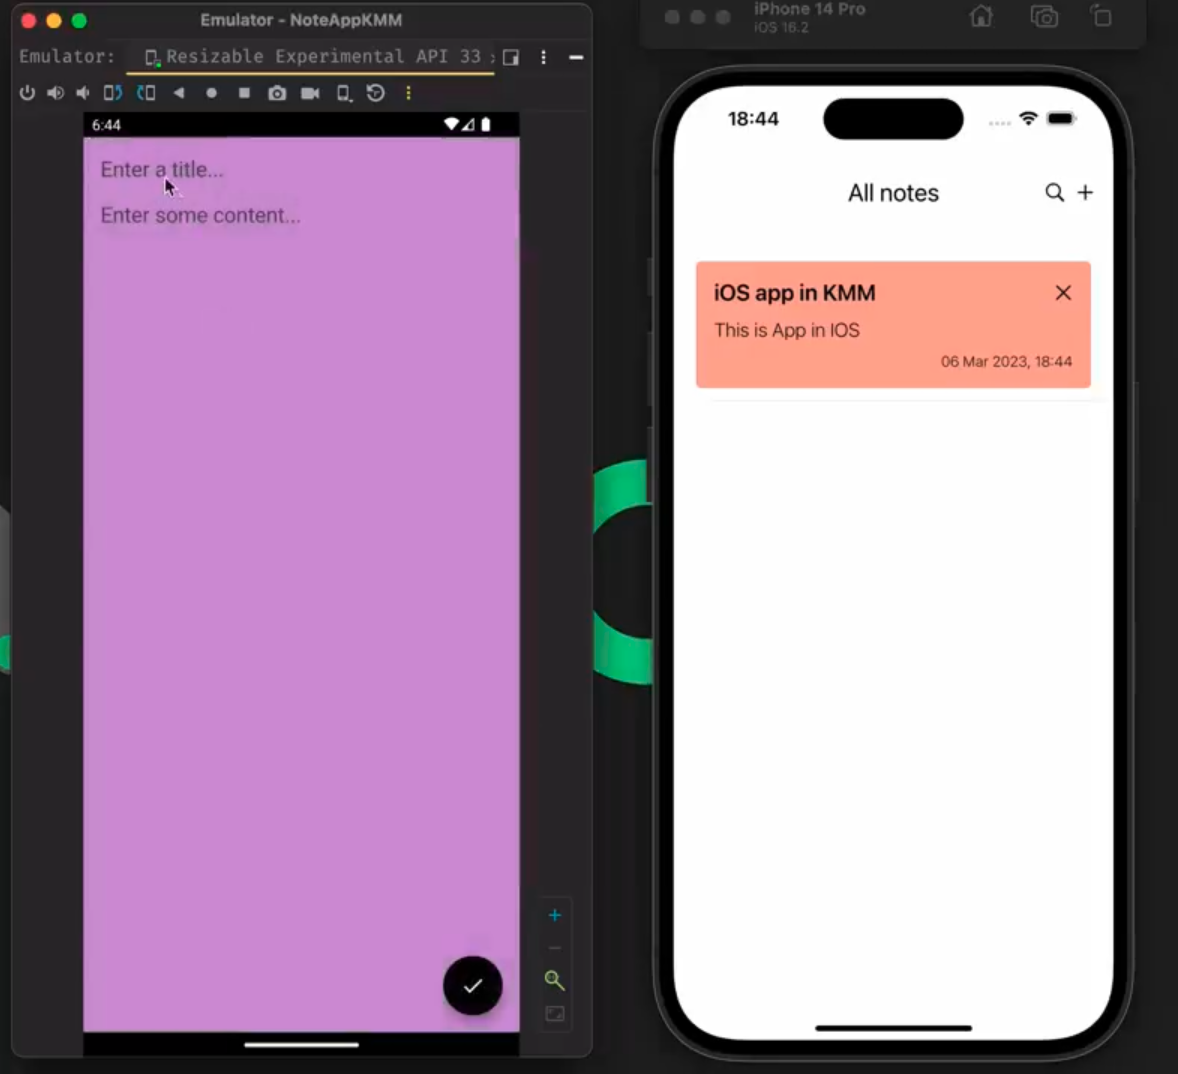 Emulator - NoteAppKMM
Emulator:
Resizable Experimental API 33
6:44
Enter a title...
Enter some content...
iPhone 14 Pro
iOS 16.2
18:44
All notes
iOS app in KMM
This is App in IOS
06 Mar 2023, 18:44